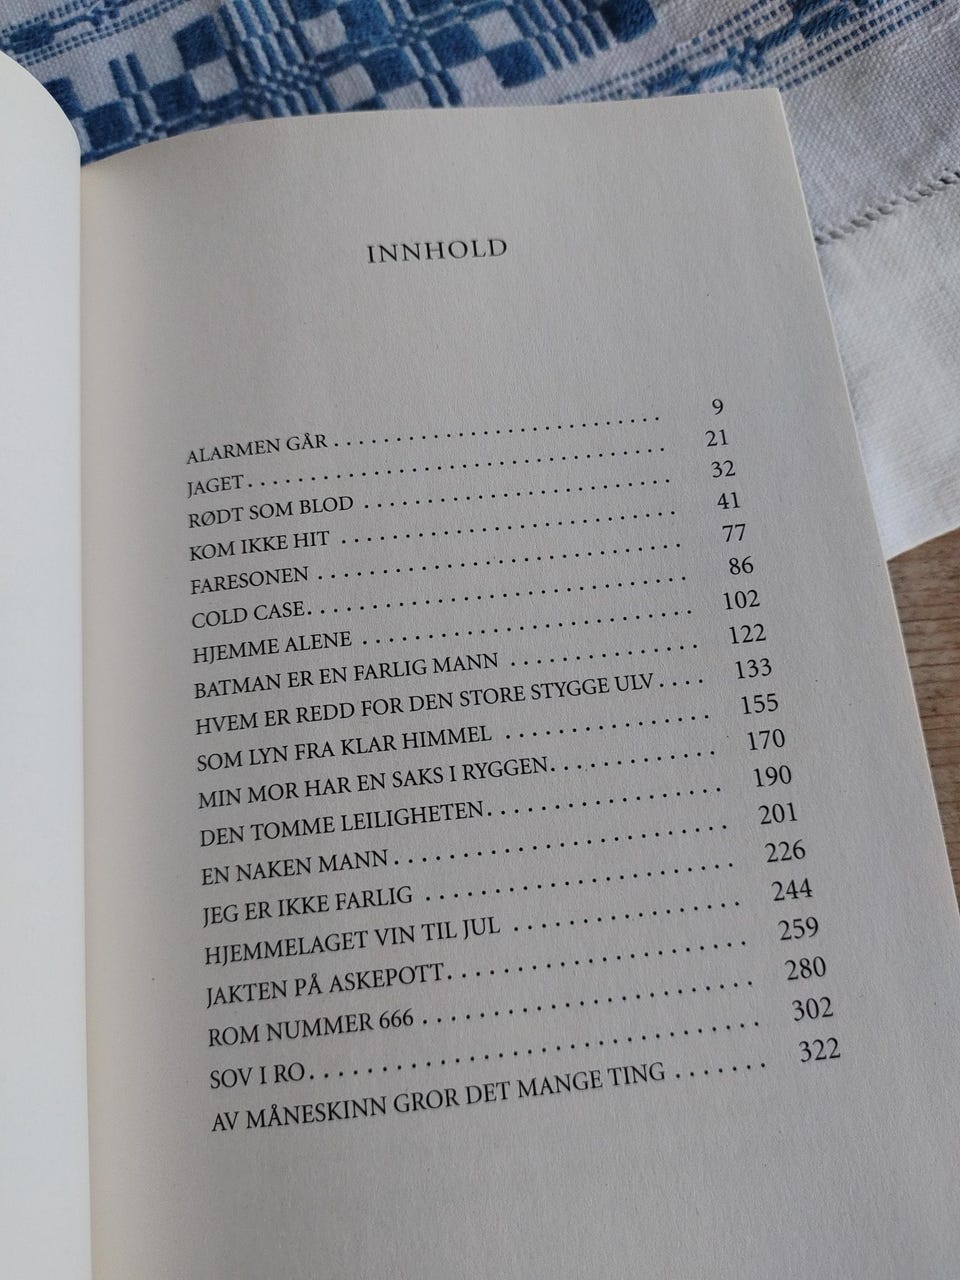 INNHOLD
ALARMEN GÅR . . . . . . . . . . . . . . . . . . . . . . . . . . . 9
JAGET . . . . . . . . . . . . . . . . . . . . . . . . . . . . . . . . . . 21
RØDT SOM BLOD . . . . . . . . . . . . . . . . . . . . . . . . . 32
KOM IKKE HIT . . . . . . . . . . . . . . . . . . . . . . . . . . . 41
FARESONEN . . . . . . . . . . . . . . . . . . . . . . . . . . . . . 77
COLD CASE . . . . . . . . . . . . . . . . . . . . . . . . . . . . . . 86
HJEMME ALENE . . . . . . . . . . . . . . . . . . . . . . . . . . 102
BATMAN ER EN FARLIG MANN . . . . . . . . . . . . . . . 122
HVEM ER REDD FOR DEN STORE STYGGE ULV . . . . 133
SOM LYN FRA KLAR HIMMEL . . . . . . . . . . . . . . . . . 155
MIN MOR HAR EN SAKS I RYGGEN . . . . . . . . . . . . . 170
DEN TOMME LEILIGHETEN . . . . . . . . . . . . . . . . . . 190
EN NAKEN MANN . . . . . . . . . . . . . . . . . . . . . . . . . . 201
JEG ER IKKE FARLIG . . . . . . . . . . . . . . . . . . . . . . . 226
HJEMMELAGET VIN TIL JUL . . . . . . . . . . . . . . . . . 244
JAKTEN PÅ ASKEPOTT . . . . . . . . . . . . . . . . . . . . . . 259
ROM NUMMER 666 . . . . . . . . . . . . . . . . . . . . . . . . 280
SOV I RO . . . . . . . . . . . . . . . . . . . . . . . . . . . . . . . . 302
AV MÅNESKINN GROR DET MANGE TING . . . . . . . 322